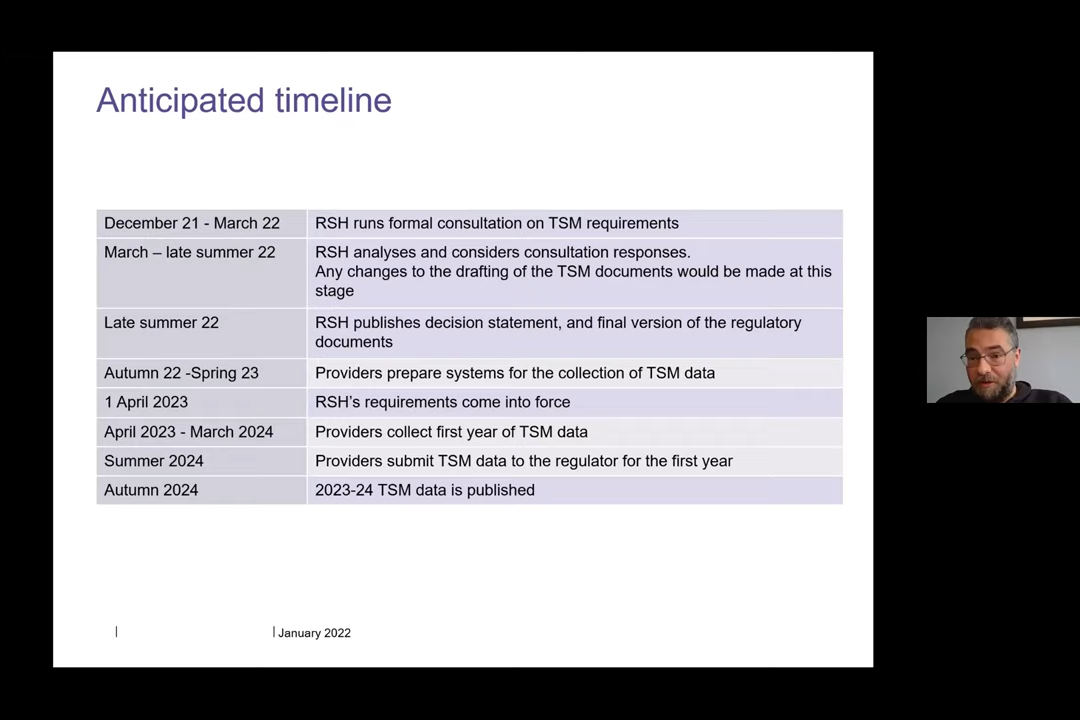 Anticipated timeline
December 21 - March 22
RSH runs formal consultation on TSM requirements
March – late summer 22
RSH analyses and considers consultation responses.
Any changes to the drafting of the TSM documents would be made at this
stage
Late summer 22
RSH publishes decision statement, and final version of the regulatory
documents
Autumn 22 -Spring 23
Providers prepare systems for the collection of TSM data
1 April 2023
RSH’s requirements come into force
April 2023 - March 2024
Providers collect first year of TSM data
Summer 2024
Providers submit TSM data to the regulator for the first year
Autumn 2024
2023-24 TSM data is published
| | January 2022